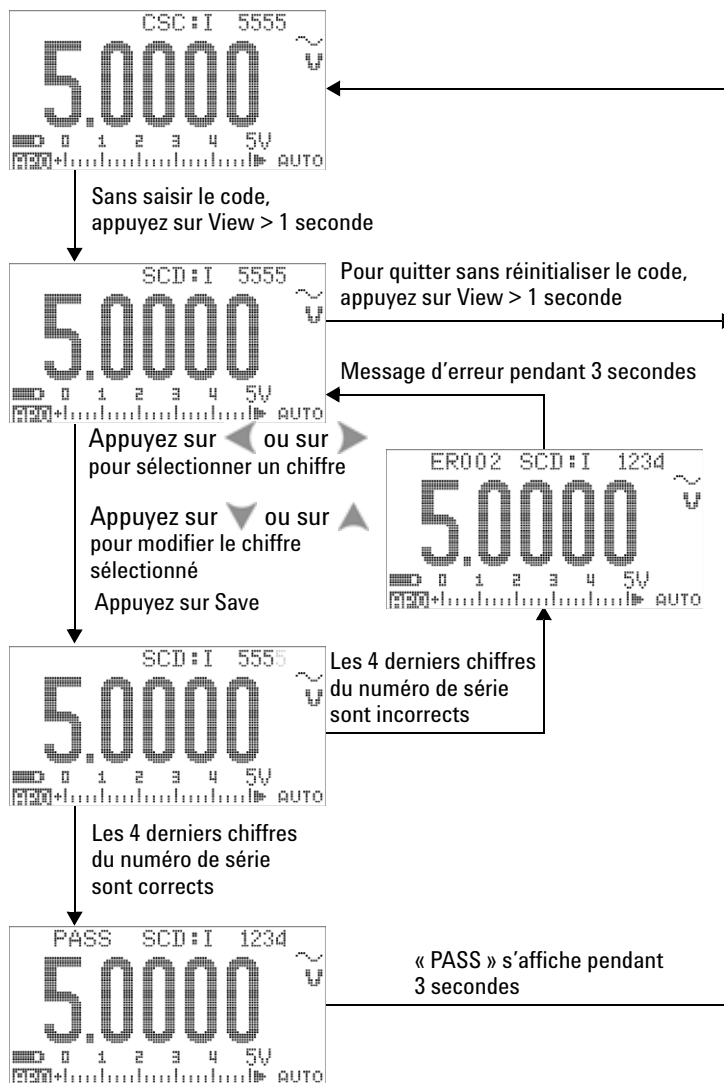 CSC:I 5555
5.0000
V
0 1 2 3 4 5V
APO AUTO
Sans saisir le code,
appuyez sur View > 1 seconde
SCD:I 5555
5.0000
V
0 1 2 3 4 5V
APO AUTO
Pour quitter sans réinitialiser le code,
appuyez sur View > 1 seconde
Message d'erreur pendant 3 secondes
Appuyez sur ou sur
pour sélectionner un chiffre
Appuyez sur ou sur
pour modifier le chiffre
sélectionné
Appuyez sur Save
ER002 SCD:I 1234
5.0000
V
0 1 2 3 4 5V
APO AUTO
SCD:I 5555
5.0000
V
0 1 2 3 4 5V
APO AUTO
Les 4 derniers chiffres
du numéro de série
sont incorrects
Les 4 derniers chiffres
du numéro de série
sont corrects
PASS SCD:I 1234
5.0000
V
0 1 2 3 4 5V
APO AUTO
« PASS » s'affiche pendant
3 secondes